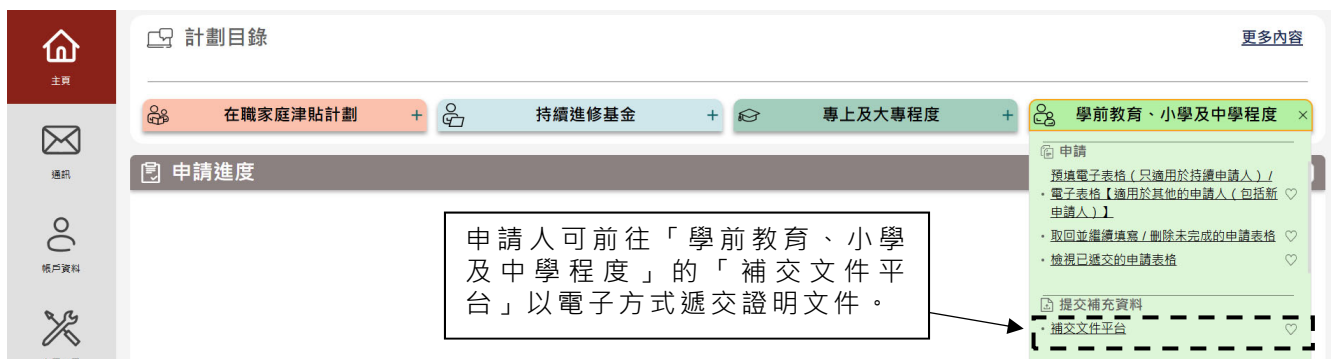 計劃目錄
更多內容
主頁
在職家庭津貼計劃 +
持續進修基金 +
專上及大專程度 +
學前教育、小學及中學程度 ×
通訊
申請進度
申請
預填電子表格（只適用於持續申請人）/
電子表格【適用於其他的申請人（包括新
申請人）】
取回並繼續填寫 / 刪除未完成的申請表格
檢視已遞交的申請表格
帳戶資料
申請人可前往「學前教育、小學
及中學程度」的「補交文件平
台」以電子方式遞交證明文件。
提交補充資料
補交文件平台